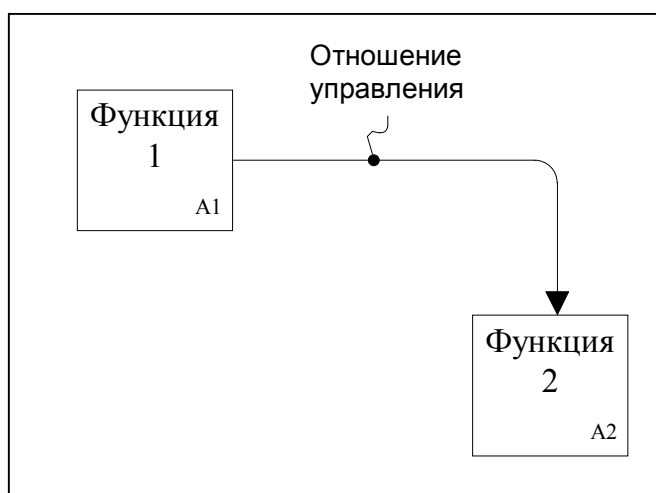 Отношение
управления
Функция
1
A1
Функция
2
A2